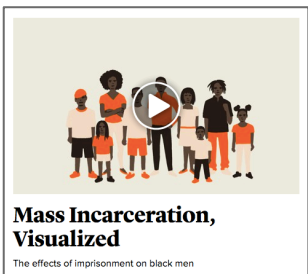 Mass Incarceration,
Visualized
The effects of imprisonment on black men